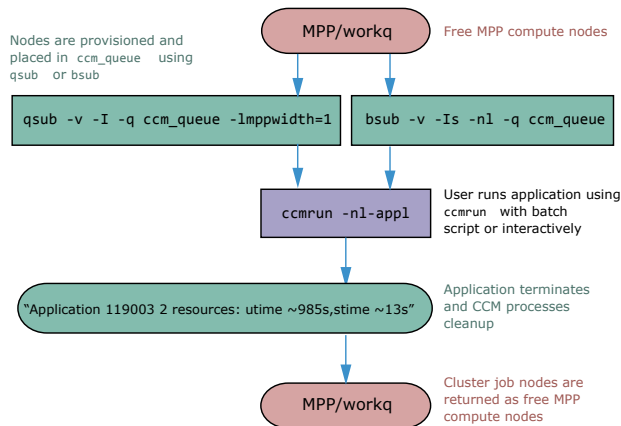 Nodes are provisioned and
placed in ccm_queue using
qsub or bsub
MPP/workq
Free MPP compute nodes
qsub -v -I -q ccm_queue -lmppwidth=1
bsub -v -Is -nl -q ccm_queue
ccmrun -nl-appl
User runs application using
ccmrun with batch
script or interactively
“Application 119003 2 resources: utime ~985s,stime ~13s”
Application terminates
and CCM processes
cleanup
MPP/workq
Cluster job nodes are
returned as free MPP
compute nodes